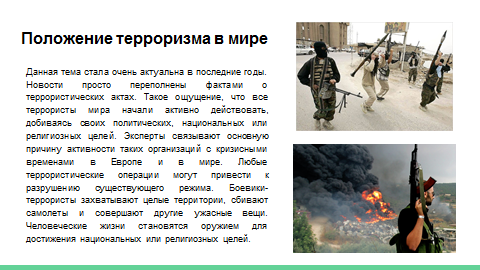 Положение терроризма в мире
Данная тема стала очень актуальна в последние годы.
Новости просто переполнены фактами о
террористических актах. Такое ощущение, что все
террористы мира начали активно действовать,
добиваясь своих политических, национальных или
религиозных целей. Эксперты связывают основную
причину активности таких организаций с кризисными
временами в Европе и в мире. Любые
террористические операции могут привести к
разрушению существующего режима. Боевики-
террористы захватывают целые территории, сбивают
самолеты и совершают другие ужасные вещи.
Человеческие жизни становятся оружием для
достижения национальных или религиозных целей.